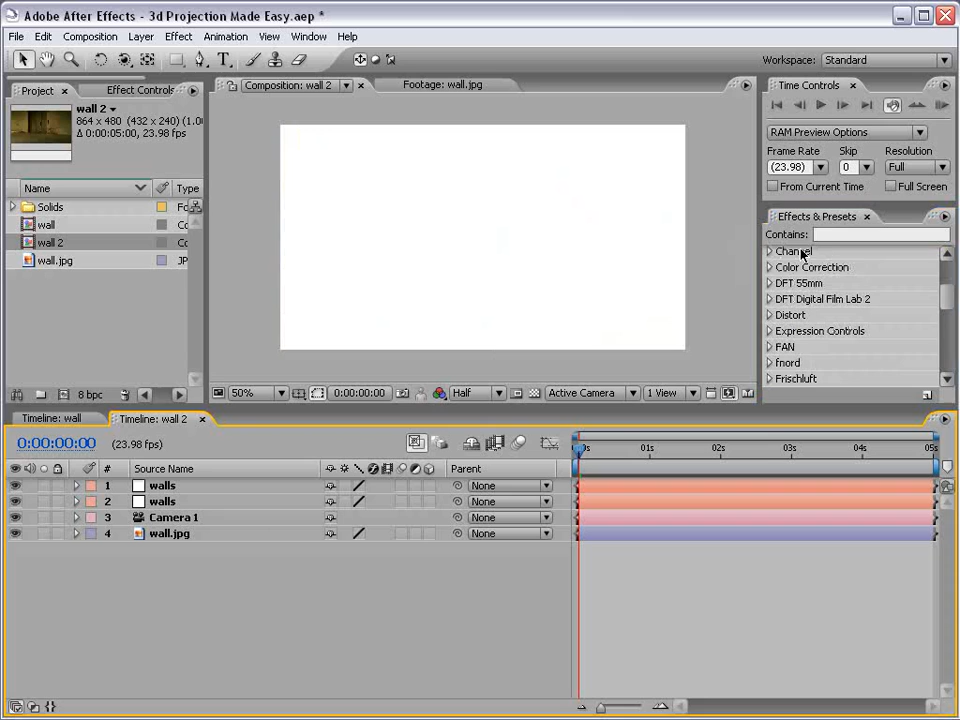 Adobe After Effects - 3d Projection Made Easy.aep *
File Edit Composition Layer Effect Animation View Window Help
Workspace: Standard
Project Effect Controls
wall 2
864 x 480 (432 x 240) (1.0
Δ 0:00:05:00, 23.98 fps
Name Type
Solids Fo
wall Co
wall 2 Co
wall.jpg JP
8 bpc
Composition: wall 2 Footage: wall.jpg
50% 0:00:00:00 Half Active Camera 1 View
Time Controls
RAM Preview Options
Frame Rate Skip Resolution
(23.98) 0 Full
From Current Time Full Screen
Effects & Presets
Contains:
Channel
Color Correction
DFT 55mm
DFT Digital Film Lab 2
Distort
Expression Controls
FAN
fnord
Frischluft
Timeline: wall Timeline: wall 2
0:00:00:00 (23.98 fps)
# Source Name Parent
1 walls None
2 walls None
3 Camera 1 None
4 wall.jpg None
01s 02s 03s 04s 05s